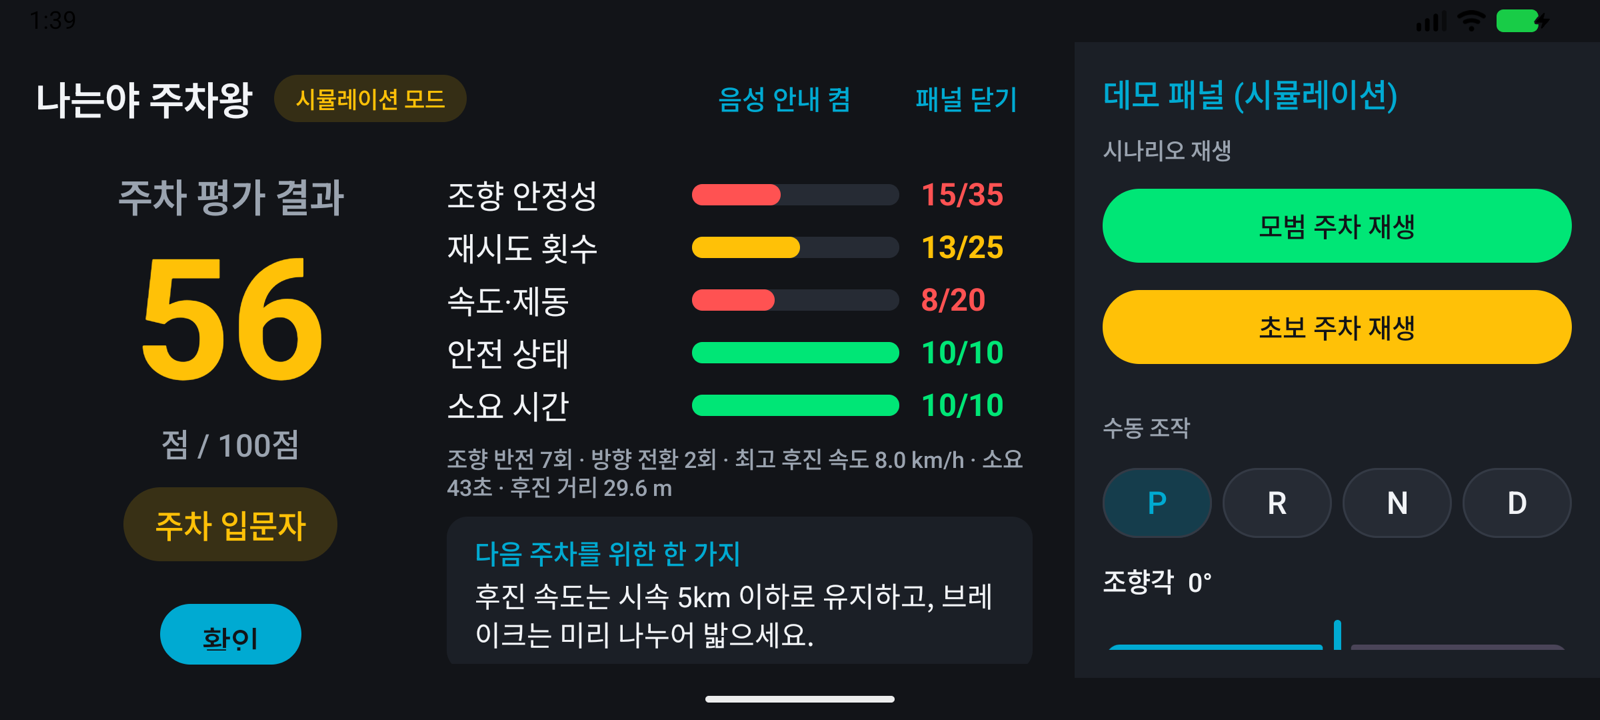 1:39
나는야 주차왕
시뮬레이션 모드
음성 안내 켬
패널 닫기
주차 평가 결과
56
점 / 100점
주차 입문자
확인
조향 안정성 15/35
재시도 횟수 13/25
속도·제동 8/20
안전 상태 10/10
소요 시간 10/10
조향 반전 7회 · 방향 전환 2회 · 최고 후진 속도 8.0 km/h · 소요
43초 · 후진 거리 29.6 m
다음 주차를 위한 한 가지
후진 속도는 시속 5km 이하로 유지하고, 브레
이크는 미리 나누어 밟으세요.
데모 패널 (시뮬레이션)
시나리오 재생
모범 주차 재생
초보 주차 재생
수동 조작
P R N D
조향각 0°